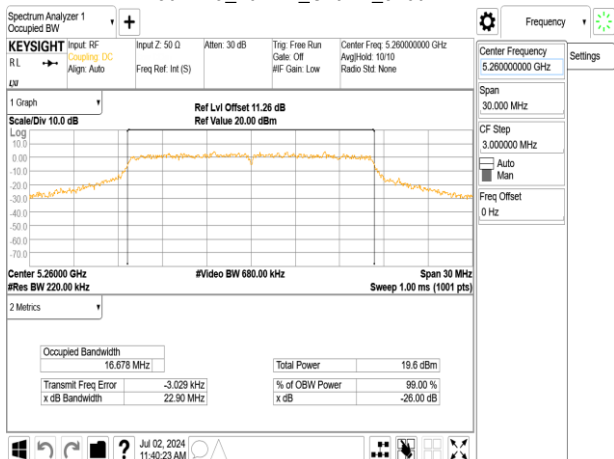 Spectrum Analyzer 1
Occupied BW
Frequency
KEYSIGHT
RL
Input: RF
Coupling: DC
Align: Auto
Input Z: 50 Ω
Freq Ref: Int (S)
Atten: 30 dB
Trig: Free Run
Gate: Off
#IF Gain: Low
Center Freq: 5.260000000 GHz
Avg|Hold: 10/10
Radio Std: None
Center Frequency
5.260000000 GHz
Settings
Span
30.000 MHz
CF Step
3.000000 MHz
Auto
Man
Freq Offset
0 Hz
1 Graph
Scale/Div 10.0 dB
Ref Lvl Offset 11.26 dB
Ref Value 20.00 dBm
Log
10.0
0.00
-10.0
-20.0
-30.0
-40.0
-50.0
-60.0
-70.0
Center 5.26000 GHz
#Res BW 220.00 kHz
#Video BW 680.00 kHz
Span 30 MHz
Sweep 1.00 ms (1001 pts)
2 Metrics
Occupied Bandwidth
16.678 MHz
Transmit Freq Error -3.029 kHz
x dB Bandwidth 22.90 MHz
Total Power 19.6 dBm
% of OBW Power 99.00 %
x dB -26.00 dB
Jul 02, 2024
11:40:23 AM